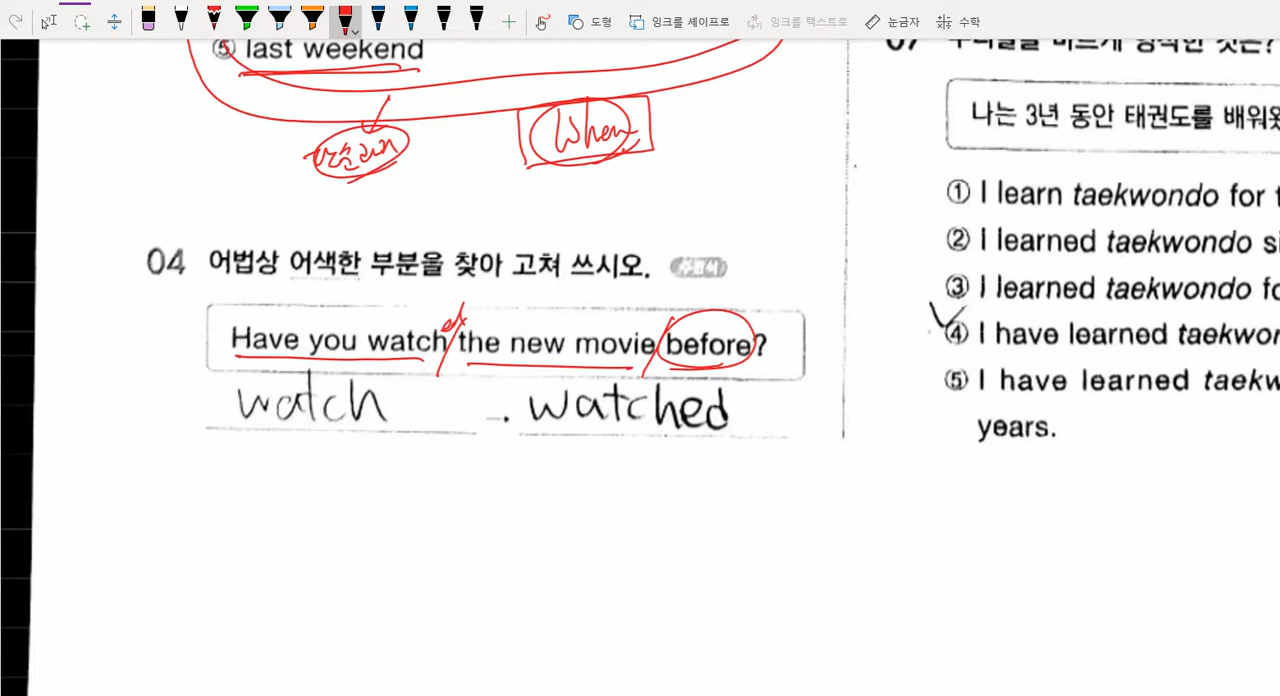 도형
잉크를 셰이프로
잉크를 텍스트로
눈금자
수학
⑤ last weekend
When
04 어법상 어색한 부분을 찾아 고쳐 쓰시오.
Have you watch the new movie before?
ed
watch . watched
나는 3년 동안 태권도를 배워왔
① I learn taekwondo for
② I learned taekwondo
③ I learned taekwondo
④ I have learned
⑤ I have learned
years.